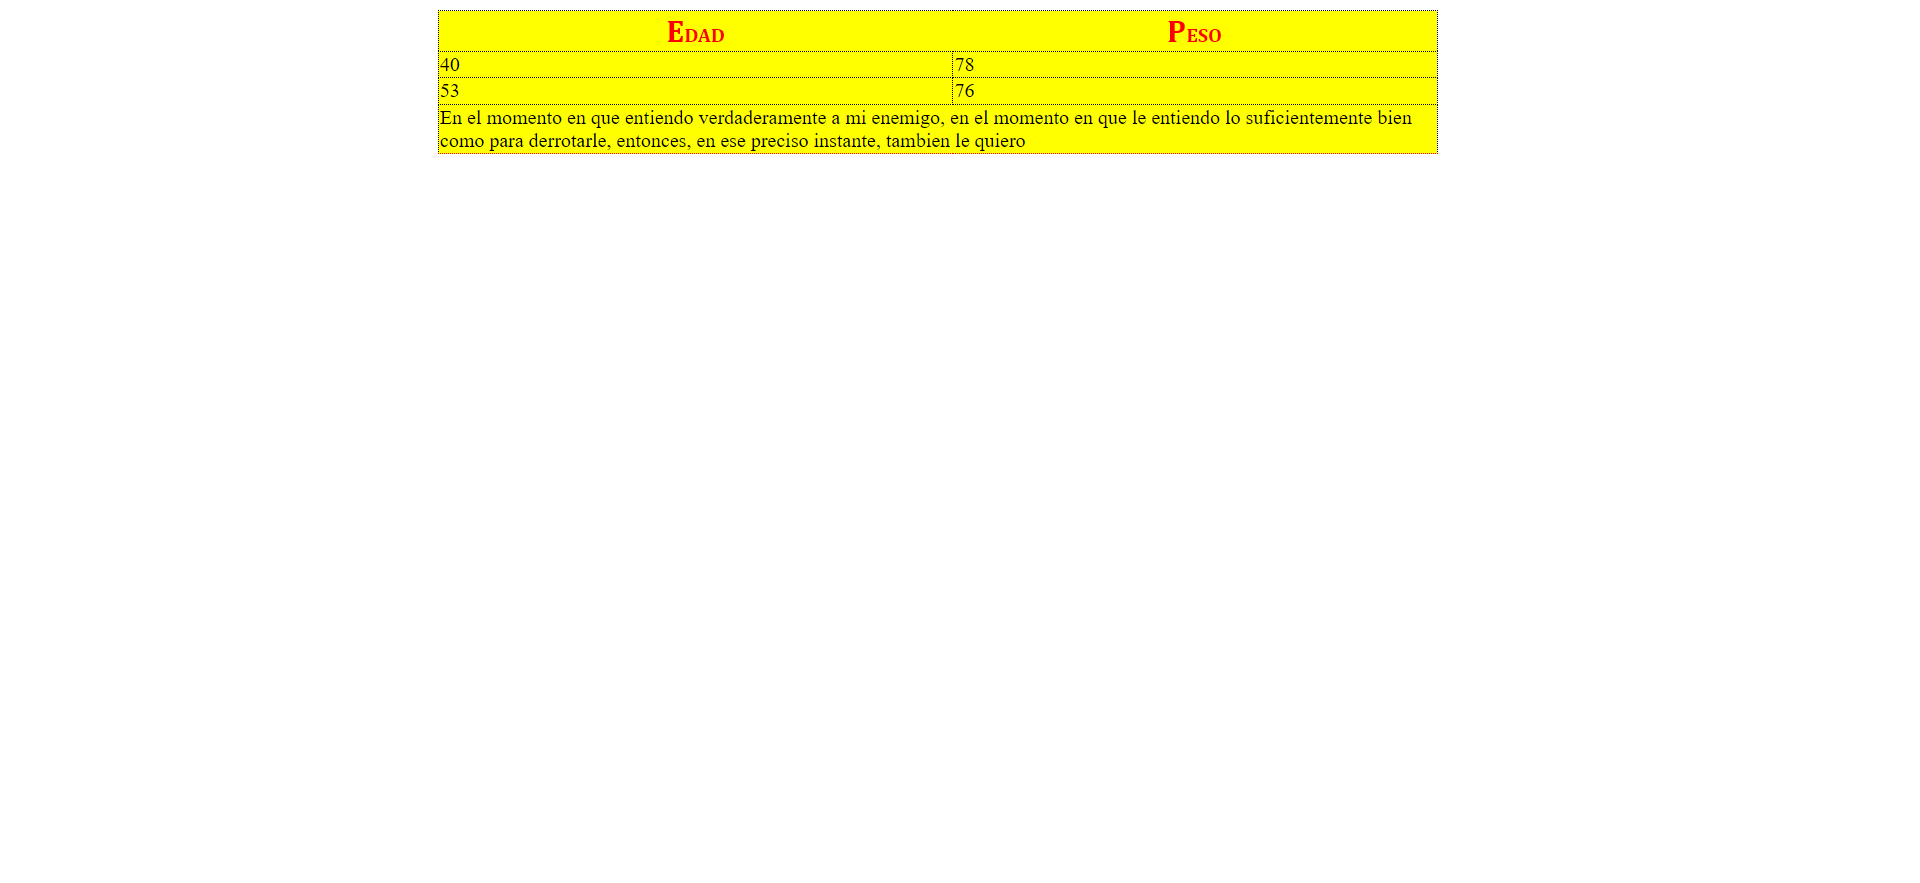 Edad Peso
40 78
53 76
En el momento en que entiendo verdaderamente a mi enemigo, en el momento en que le entiendo lo suficientemente bien
como para derrotarle, entonces, en ese preciso instante, tambien le quiero